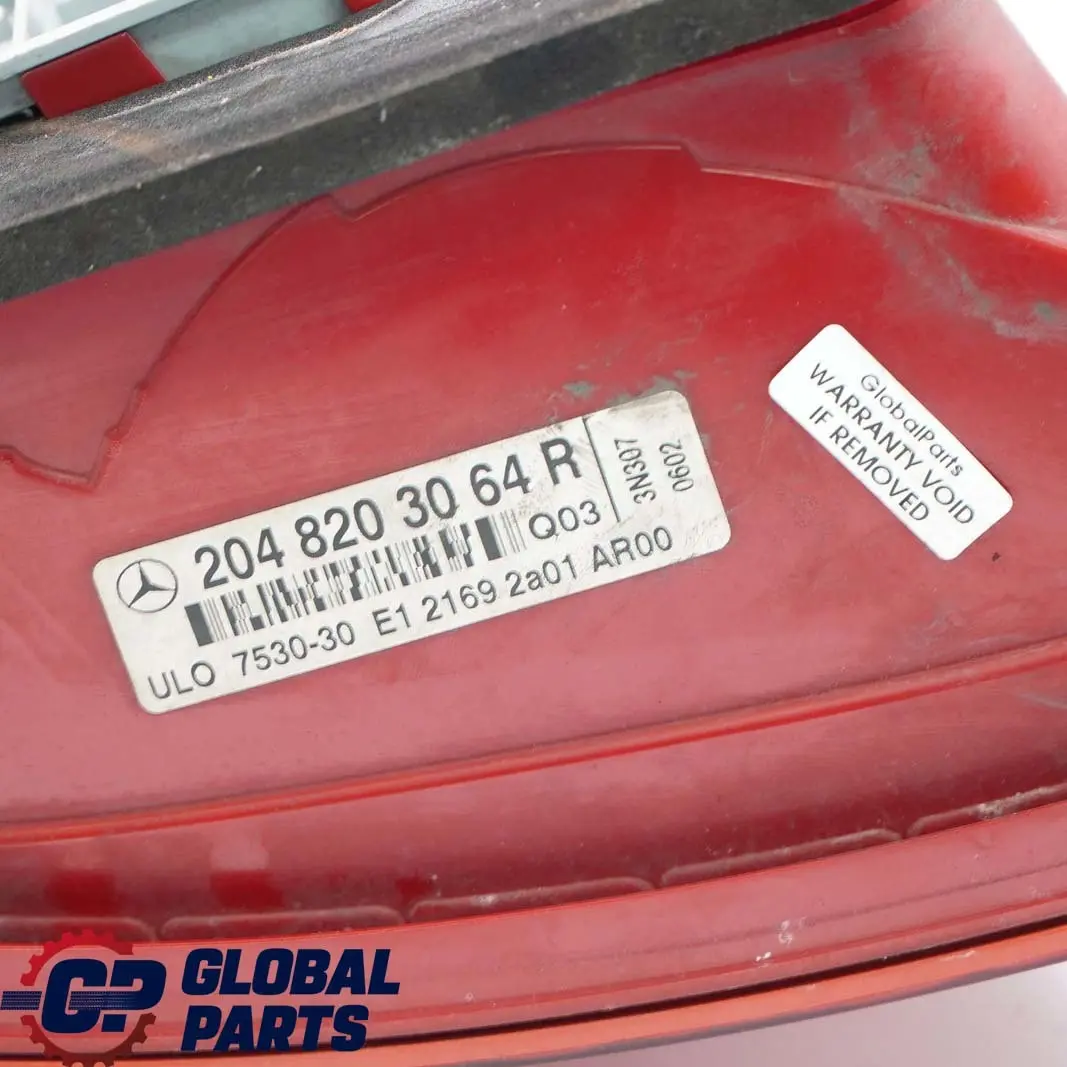 204 820 30 64 R
Q03
3N307
0602
ULO 7530-30 E1 2169 2a01 AR00
GlobalParts
WARRANTY VOID
IF REMOVED
GP
GLOBAL
PARTS